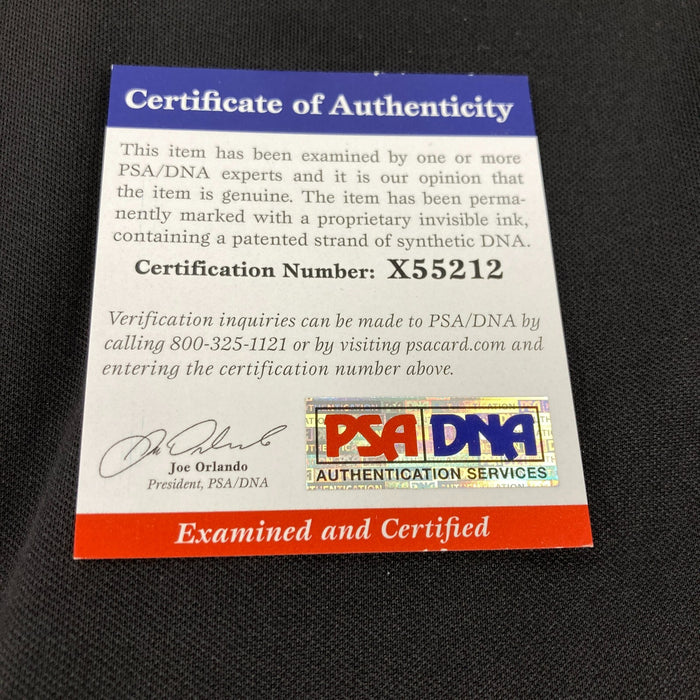 Certificate of Authenticity
This item has been examined by one or more
PSA/DNA experts and it is our opinion that
the item is genuine. The item has been perma-
nently marked with a proprietary invisible ink,
containing a patented strand of synthetic DNA.
Certification Number: X55212
Verification inquiries can be made to PSA/DNA by
calling 800-325-1121 or by visiting psacard.com and
entering the certification number above.
Joe Orlando
President, PSA/DNA
PSA DNA
AUTHENTICATION SERVICES
Examined and Certified